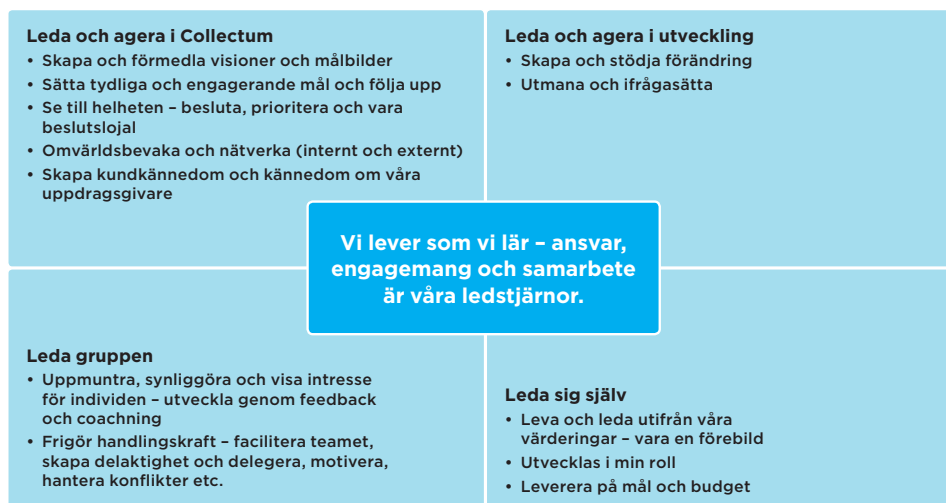 Leda och agera i Collectum
• Skapa och förmedla visioner och målbilder
• Sätta tydliga och engagerande mål och följa upp
• Se till helheten – besluta, prioritera och vara
beslutslojal
• Omvärldsbevaka och nätverka (internt och externt)
• Skapa kundkännedom och kännedom om våra
uppdragsgivare
Leda och agera i utveckling
• Skapa och stödja förändring
• Utmana och ifrågasätta
Vi lever som vi lär – ansvar,
engagemang och samarbete
är våra ledstjärnor.
Leda gruppen
• Uppmuntra, synliggöra och visa intresse
för individen – utveckla genom feedback
och coachning
• Frigör handlingskraft – facilitera teamet,
skapa delaktighet och delegera, motivera,
hantera konflikter etc.
Leda sig själv
• Leva och leda utifrån våra
värderingar – vara en förebild
• Utvecklas i min roll
• Leverera på mål och budget